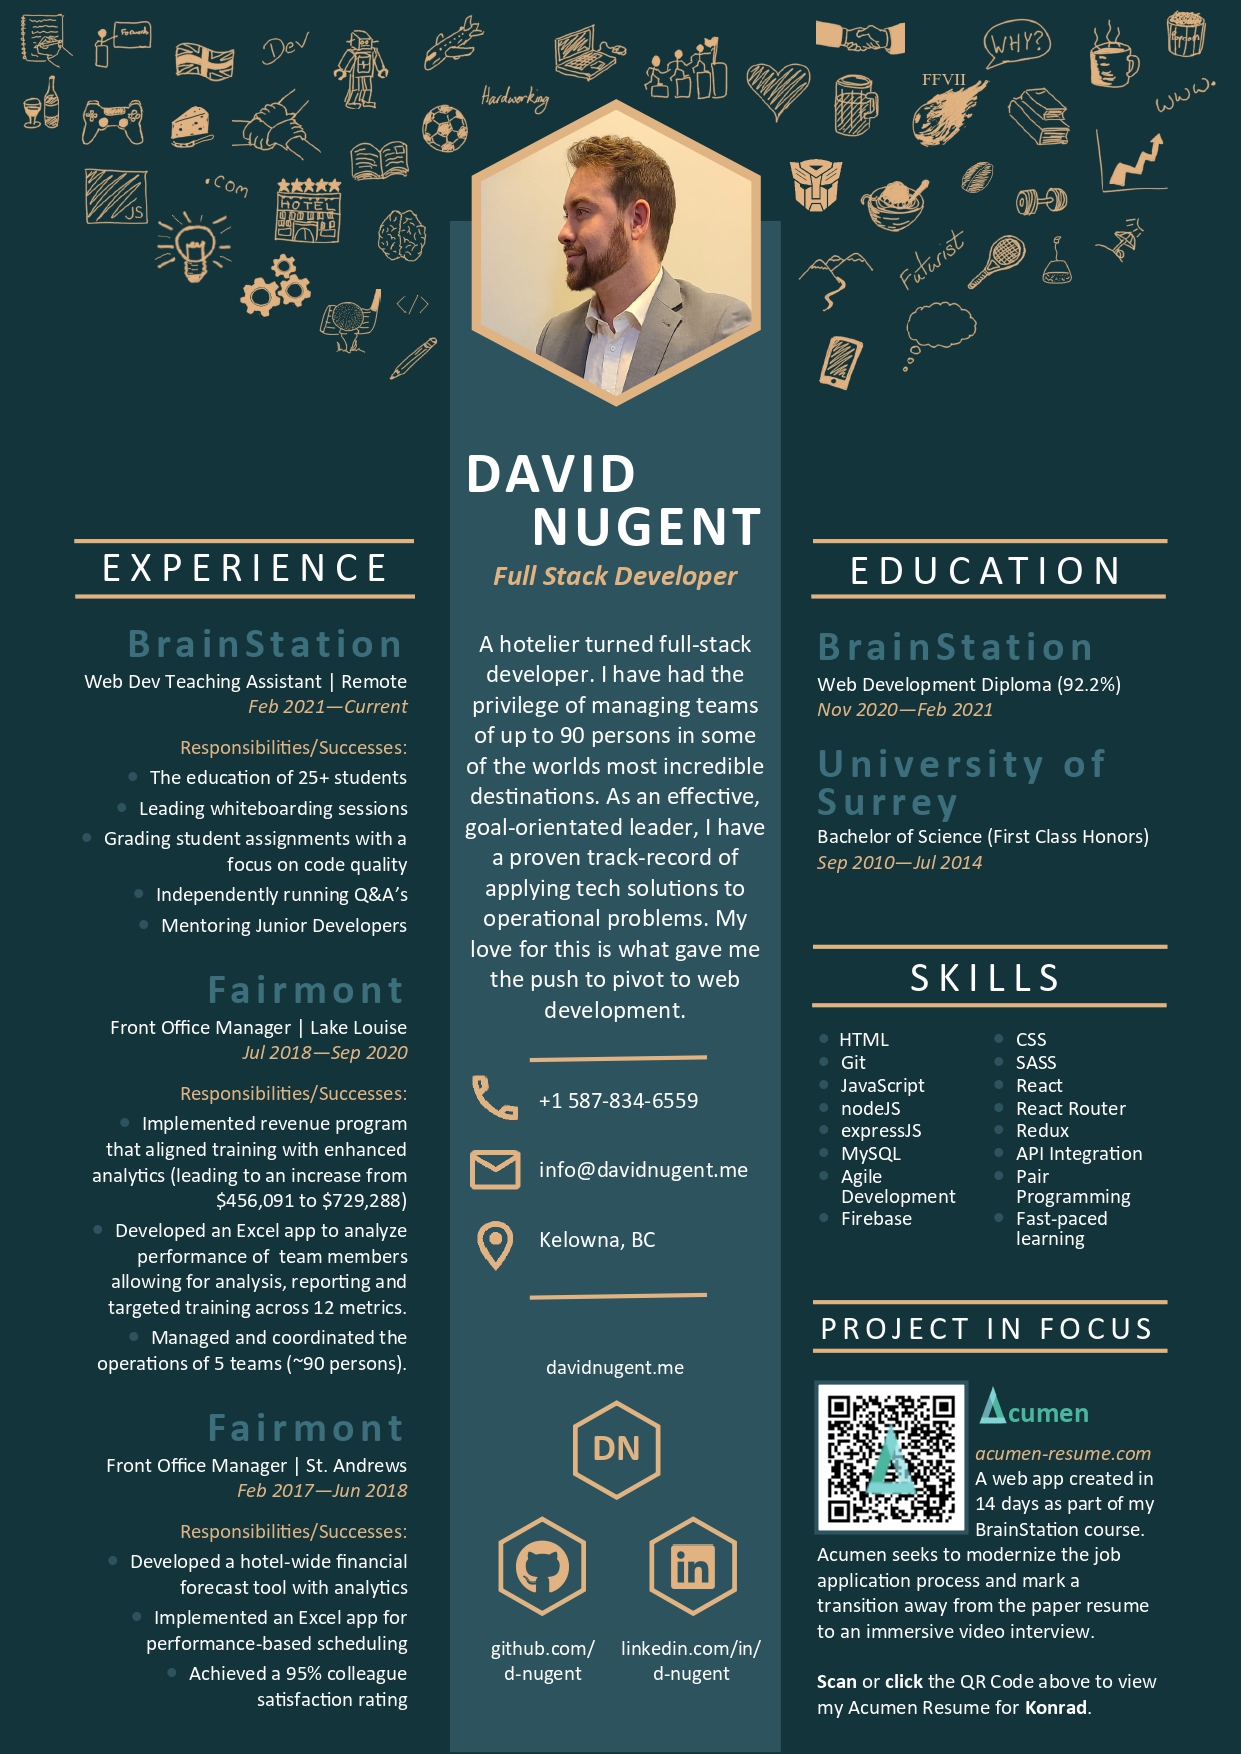 Forwards
Dev
Hardworking
FFVII
WHY?
Popcorn
www.
JS
.com
HOTEL
</>
Futurist
DAVID
NUGENT
Full Stack Developer
A hotelier turned full-stack
developer. I have had the
privilege of managing teams
of up to 90 persons in some
of the worlds most incredible
destinations. As an effective,
goal-orientated leader, I have
a proven track-record of
applying tech solutions to
operational problems. My
love for this is what gave me
the push to pivot to web
development.
+1 587-834-6559
info@davidnugent.me
Kelowna, BC
davidnugent.me
DN
in
github.com/
d-nugent
linkedin.com/in/
d-nugent
EXPERIENCE
BrainStation
Web Dev Teaching Assistant | Remote
Feb 2021—Current
Responsibilities/Successes:
The education of 25+ students
Leading whiteboarding sessions
Grading student assignments with a
focus on code quality
Independently running Q&A’s
Mentoring Junior Developers
Fairmont
Front Office Manager | Lake Louise
Jul 2018—Sep 2020
Responsibilities/Successes:
Implemented revenue program
that aligned training with enhanced
analytics (leading to an increase from
$456,091 to $729,288)
Developed an Excel app to analyze
performance of  team members
allowing for analysis, reporting and
targeted training across 12 metrics.
Managed and coordinated the
operations of 5 teams (~90 persons).
Fairmont
Front Office Manager | St. Andrews
Feb 2017—Jun 2018
Responsibilities/Successes:
Developed a hotel-wide financial
forecast tool with analytics
Implemented an Excel app for
performance-based scheduling
Achieved a 95% colleague
satisfaction rating
EDUCATION
BrainStation
Web Development Diploma (92.2%)
Nov 2020—Feb 2021
University of
Surrey
Bachelor of Science (First Class Honors)
Sep 2010—Jul 2014
SKILLS
HTML
Git
JavaScript
nodeJS
expressJS
MySQL
Agile
Development
Firebase
CSS
SASS
React
React Router
Redux
API Integration
Pair
Programming
Fast-paced
learning
PROJECT IN FOCUS
Acumen
acumen-resume.com
A web app created in
14 days as part of my
BrainStation course.
Acumen seeks to modernize the job
application process and mark a
transition away from the paper resume
to an immersive video interview.
Scan or click the QR Code above to view
my Acumen Resume for Konrad.